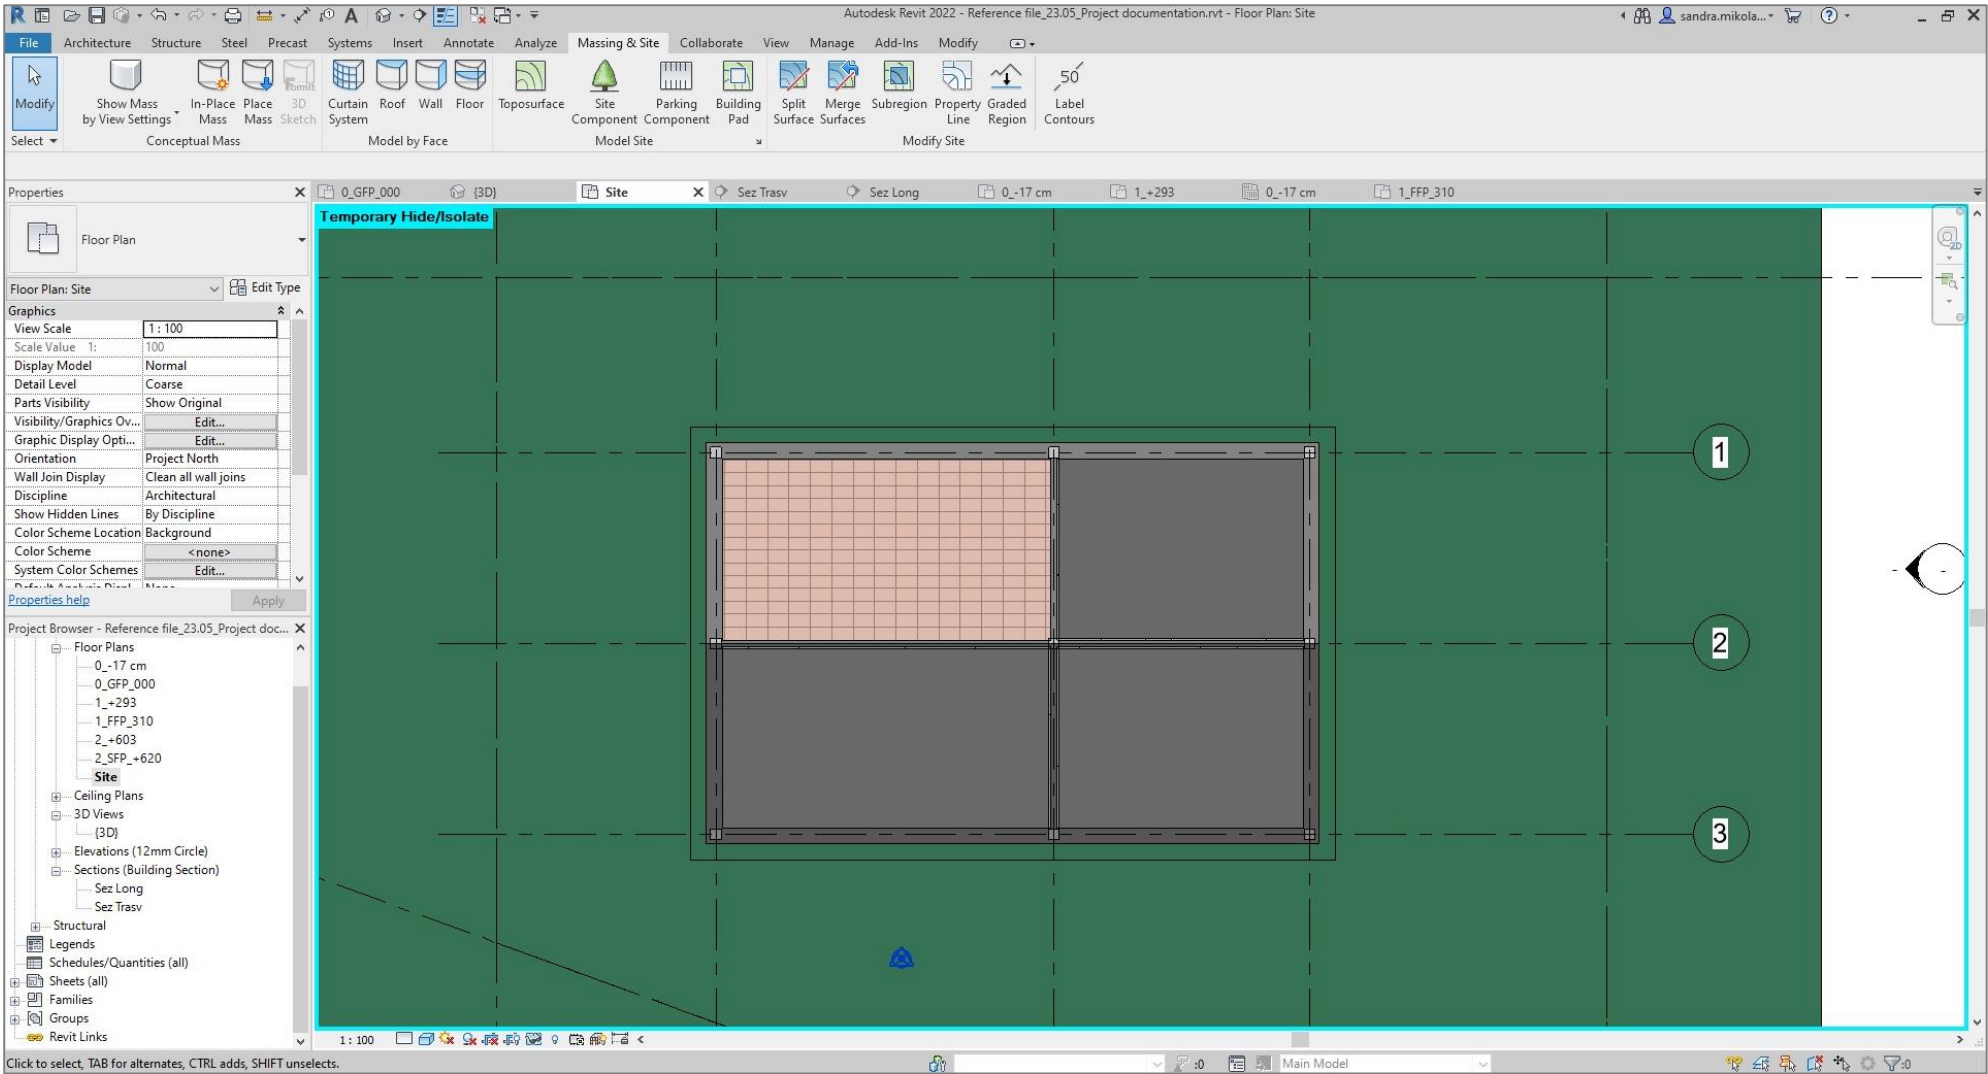 Autodesk Revit 2022 - Reference file_23.05_Project documentation.rvt - Floor Plan: Site
sandra.mikola...
File Architecture Structure Steel Precast Systems Insert Annotate Analyze Massing & Site Collaborate View Manage Add-Ins Modify
Modify
Show Mass by View Settings
In-Place Mass
Place Mass
3D Sketch
Curtain System
Roof
Wall
Floor
Toposurface
Site Component
Parking Component
Building Pad
Split Surface
Merge Surfaces
Subregion
Property Line
Graded Region
50
Label Contours
Select
Conceptual Mass
Model by Face
Model Site
Modify Site
Properties
0_GFP_000
{3D}
Site
Sez Trasv
Sez Long
0_-17 cm
1_+293
0_-17 cm
1_FFP_310
Temporary Hide/Isolate
Floor Plan
Floor Plan: Site
Edit Type
Graphics
View Scale 1 : 100
Scale Value 1: 100
Display Model Normal
Detail Level Coarse
Parts Visibility Show Original
Visibility/Graphics Ov... Edit...
Graphic Display Opti... Edit...
Orientation Project North
Wall Join Display Clean all wall joins
Discipline Architectural
Show Hidden Lines By Discipline
Color Scheme Location Background
Color Scheme <none>
System Color Schemes Edit...
Properties help
Apply
Project Browser - Reference file_23.05_Project doc...
Floor Plans
0_-17 cm
0_GFP_000
1_+293
1_FFP_310
2_+603
2_SFP_+620
Site
Ceiling Plans
3D Views
{3D}
Elevations (12mm Circle)
Sections (Building Section)
Sez Long
Sez Trasv
Structural
Legends
Schedules/Quantities (all)
Sheets (all)
Families
Groups
Revit Links
1
2
3
2D
1 : 100
Click to select, TAB for alternates, CTRL adds, SHIFT unselects.
:0
Main Model
:0